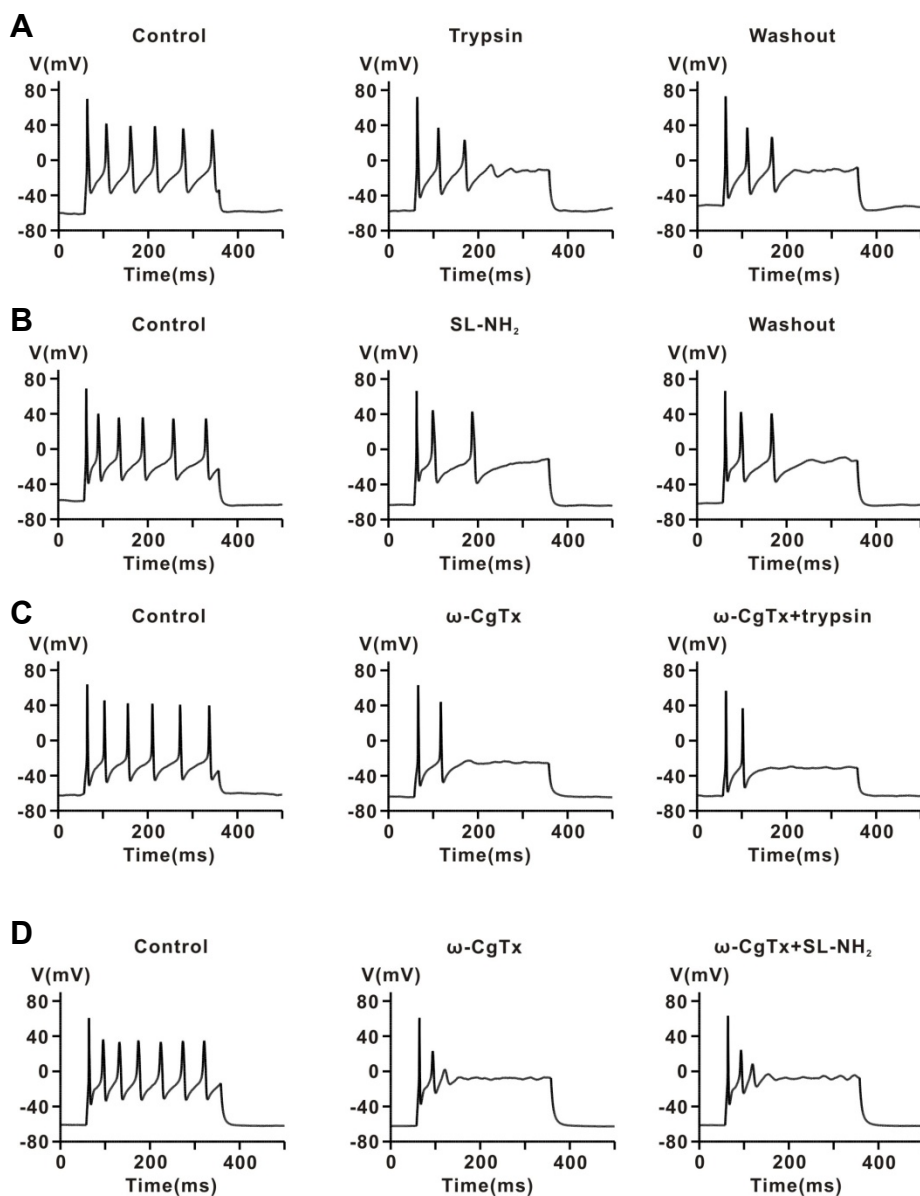 A
Control Trypsin Washout
V(mV) V(mV) V(mV)
80 80 80
40 40 40
0 0 0
-40 -40 -40
-80 -80 -80
0 200 400 0 200 400 0 200 400
Time(ms) Time(ms) Time(ms)
B
Control SL-NH₂ Washout
V(mV) V(mV) V(mV)
80 80 80
40 40 40
0 0 0
-40 -40 -40
-80 -80 -80
0 200 400 0 200 400 0 200 400
Time(ms) Time(ms) Time(ms)
C
Control ω-CgTx ω-CgTx+trypsin
V(mV) V(mV) V(mV)
80 80 80
40 40 40
0 0 0
-40 -40 -40
-80 -80 -80
0 200 400 0 200 400 0 200 400
Time(ms) Time(ms) Time(ms)
D
Control ω-CgTx ω-CgTx+SL-NH₂
V(mV) V(mV) V(mV)
80 80 80
40 40 40
0 0 0
-40 -40 -40
-80 -80 -80
0 200 400 0 200 400 0 200 400
Time(ms) Time(ms) Time(ms)